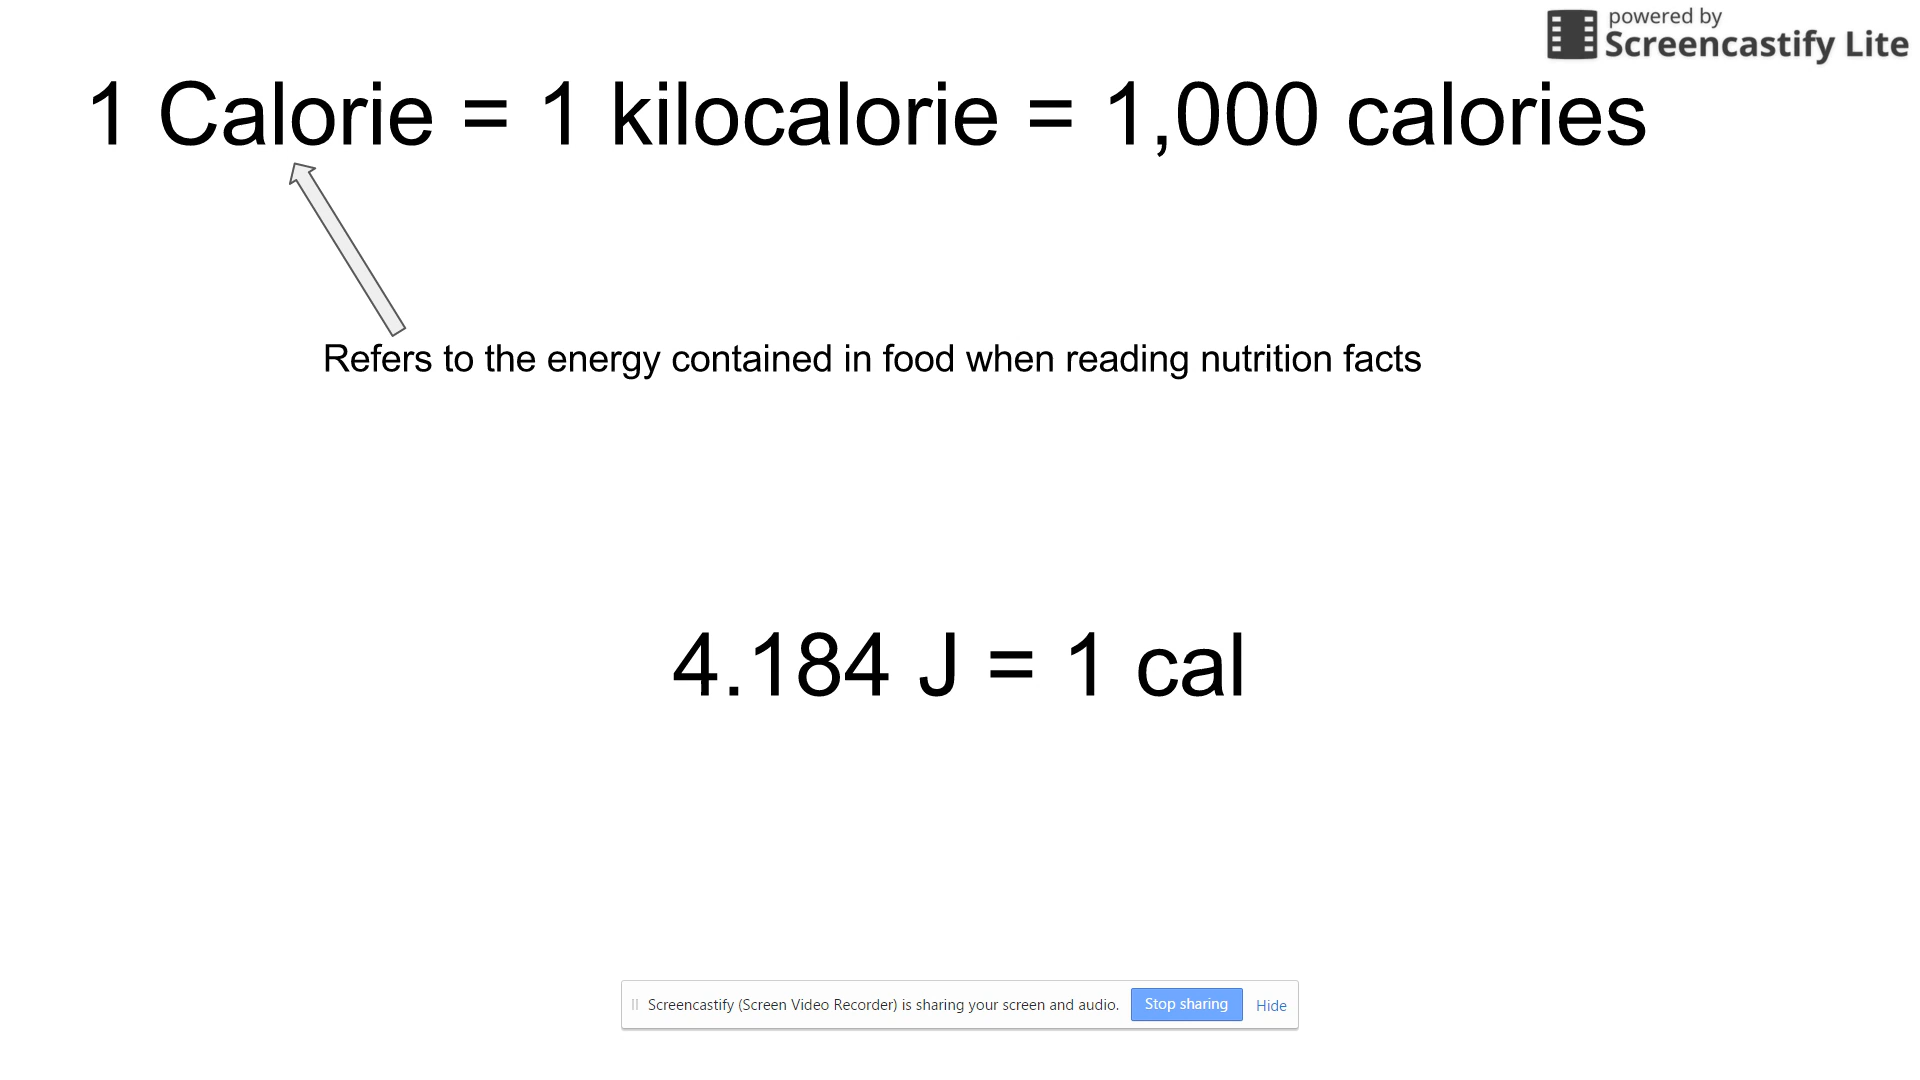 powered by
Screencastify Lite
1 Calorie = 1 kilocalorie = 1,000 calories
Refers to the energy contained in food when reading nutrition facts
4.184 J = 1 cal
Screencastify (Screen Video Recorder) is sharing your screen and audio. Stop sharing Hide